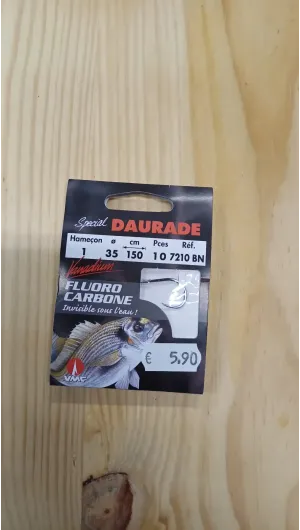 Special DAURADE
Hameçon ø cm Pces Réf.
1 35 150 10 7210 BN
Vanadium
FLUORO
CARBONE
Invisible sous l'eau !
€ 5.90
VMC